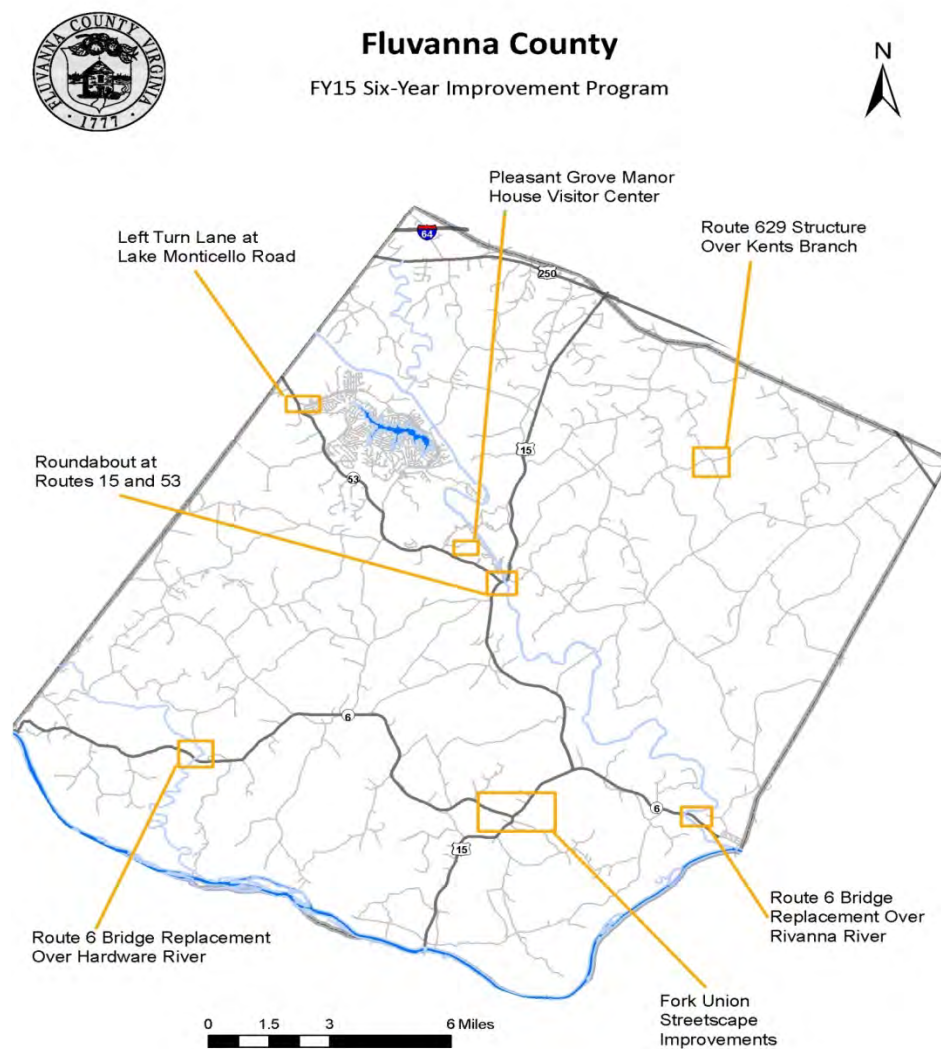 FLUVANNA COUNTY VIRGINIA
1777
Fluvanna County
FY15 Six-Year Improvement Program
N
Pleasant Grove Manor
House Visitor Center
Left Turn Lane at
Lake Monticello Road
Route 629 Structure
Over Kents Branch
64
250
15
Roundabout at
Routes 15 and 53
53
6
6
15
Route 6 Bridge Replacement
Over Hardware River
Route 6 Bridge
Replacement Over
Rivanna River
Fork Union
Streetscape
Improvements
0 1.5 3 6 Miles